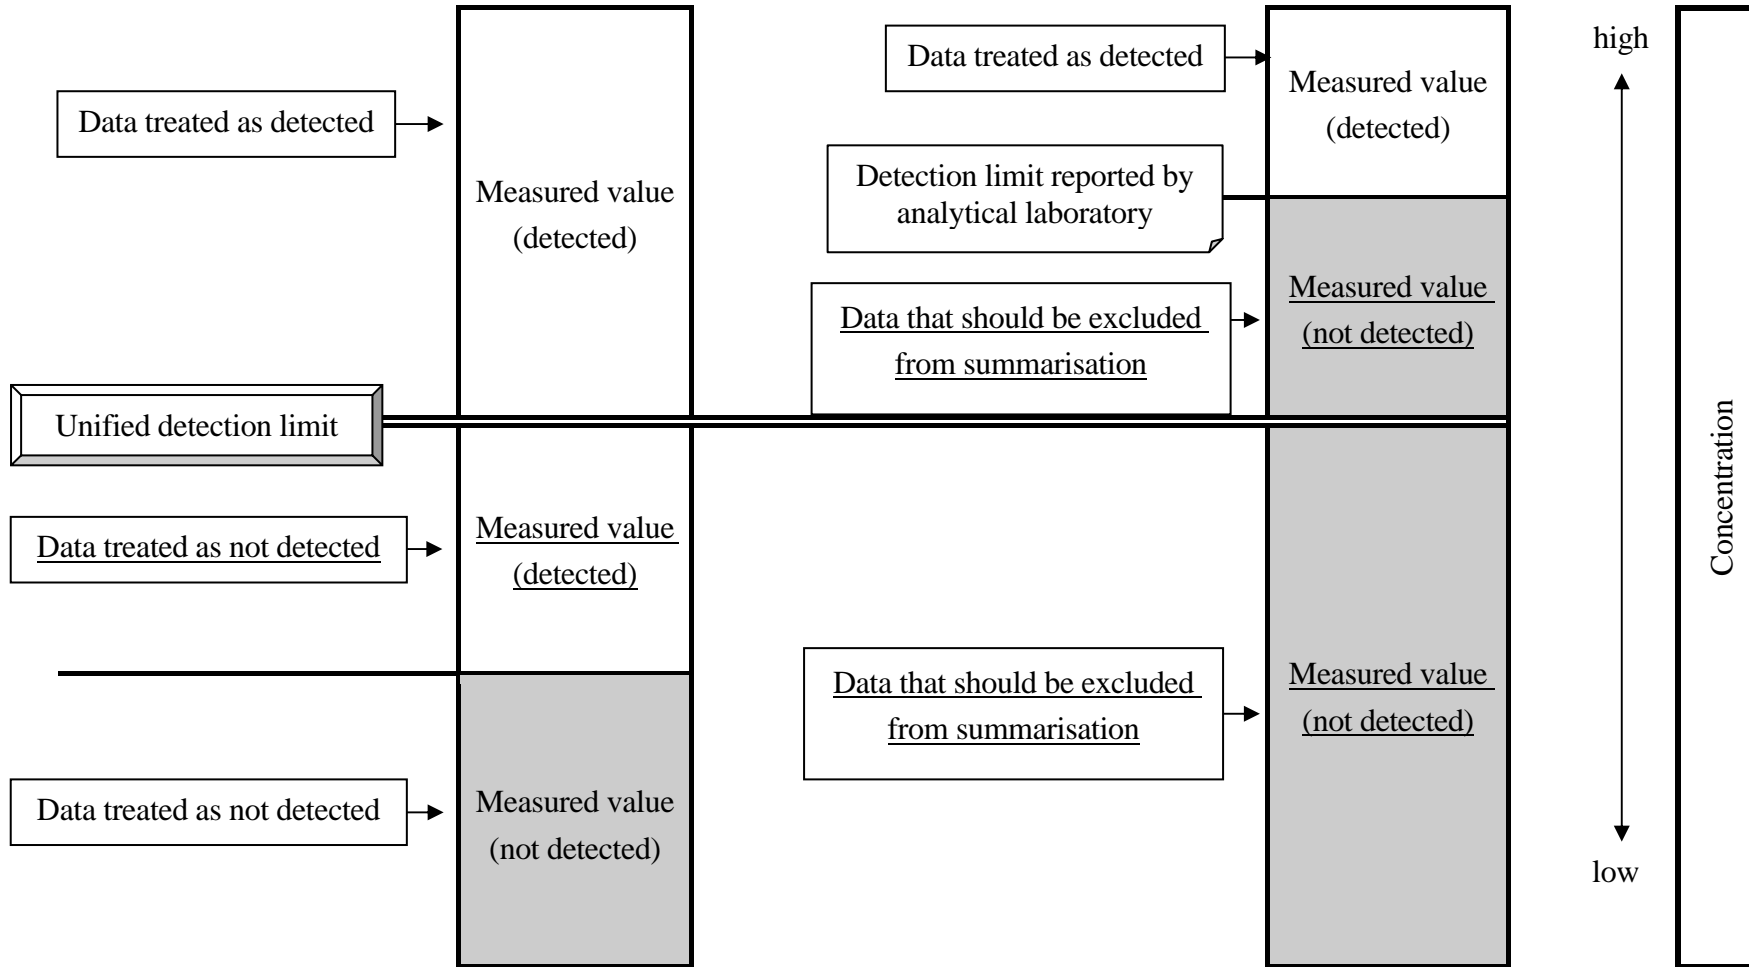 Data treated as detected
Measured value
(detected)
Unified detection limit
Data treated as not detected
Measured value
(detected)
Data treated as not detected
Measured value
(not detected)
Data treated as detected
Measured value
(detected)
Detection limit reported by
analytical laboratory
Data that should be excluded
from summarisation
Measured value
(not detected)
Data that should be excluded
from summarisation
Measured value
(not detected)
high
low
Concentration